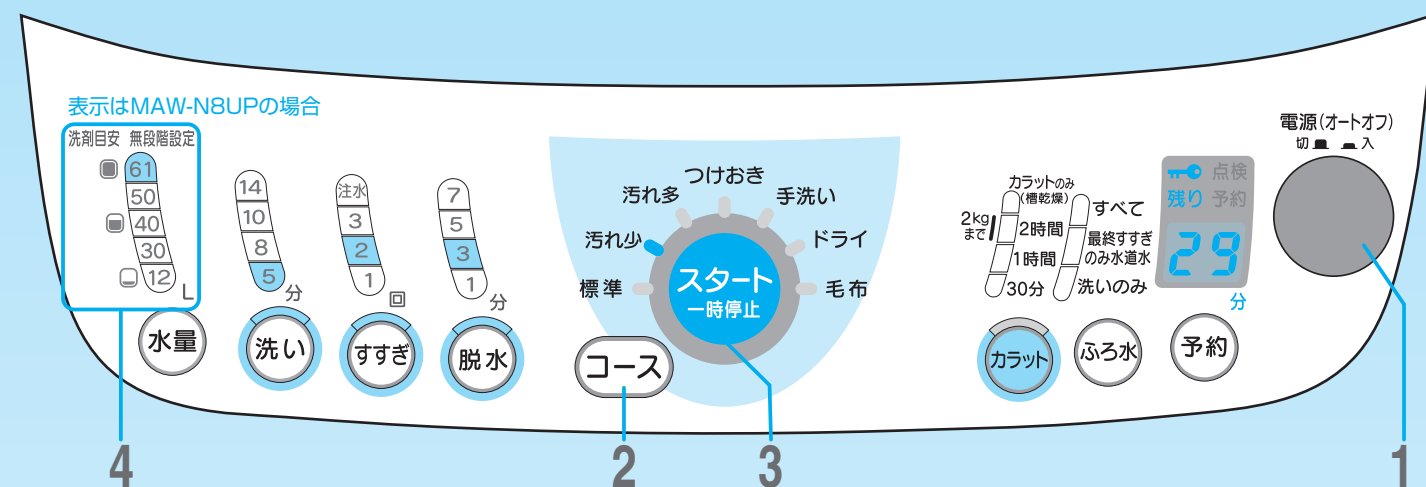 表示はMAW-N8UPの場合
洗剤目安 無段階設定
61
50
40
30
12
L
水量
14
10
8
5
分
洗い
注水
3
2
1
回
すすぎ
7
5
3
1
分
脱水
標準
汚れ少
汚れ多
つけおき
手洗い
ドライ
毛布
スタート
一時停止
コース
カラットのみ
(槽乾燥)
2kg
まで
2時間
1時間
30分
カラット
すべて
最終すすぎ
のみ水道水
洗いのみ
ふろ水
点検
残り 予約
29
分
予約
電源(オートオフ)
切 入
4
2
3
1